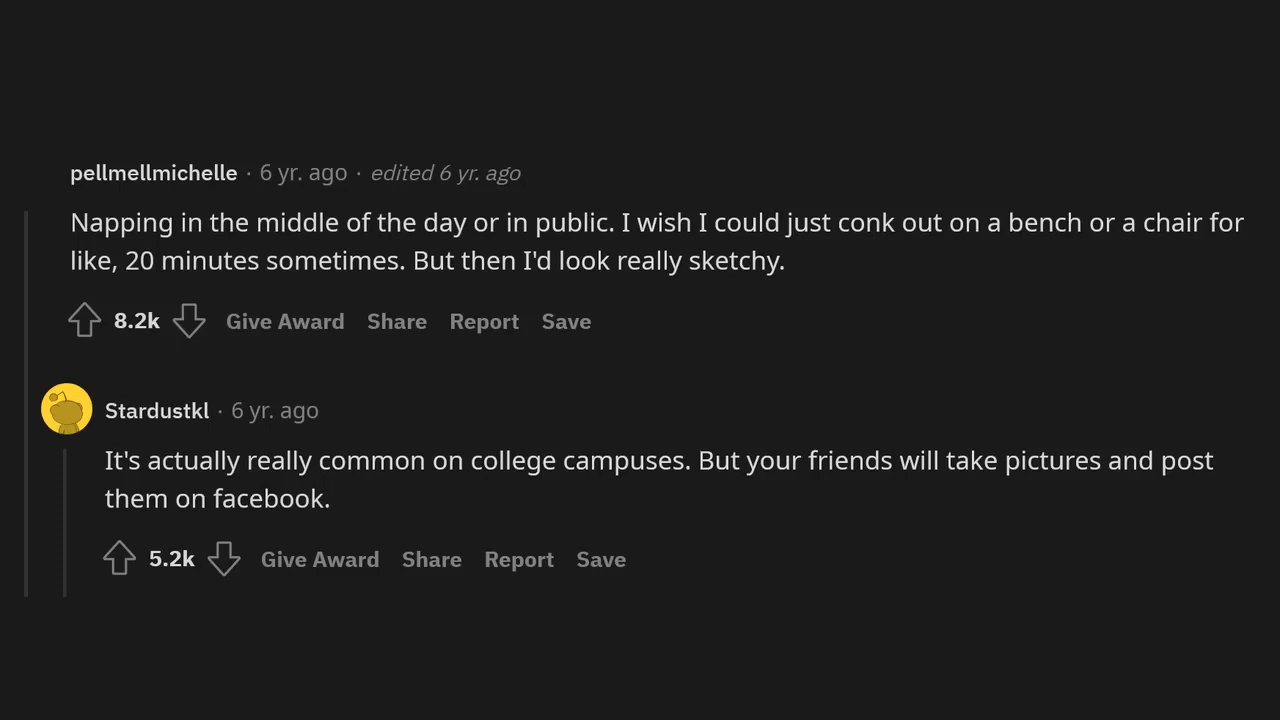 pellmellmichelle · 6 yr. ago · edited 6 yr. ago
Napping in the middle of the day or in public. I wish I could just conk out on a bench or a chair for
like, 20 minutes sometimes. But then I'd look really sketchy.
8.2k Give Award Share Report Save
Stardustkl · 6 yr. ago
It's actually really common on college campuses. But your friends will take pictures and post
them on facebook.
5.2k Give Award Share Report Save